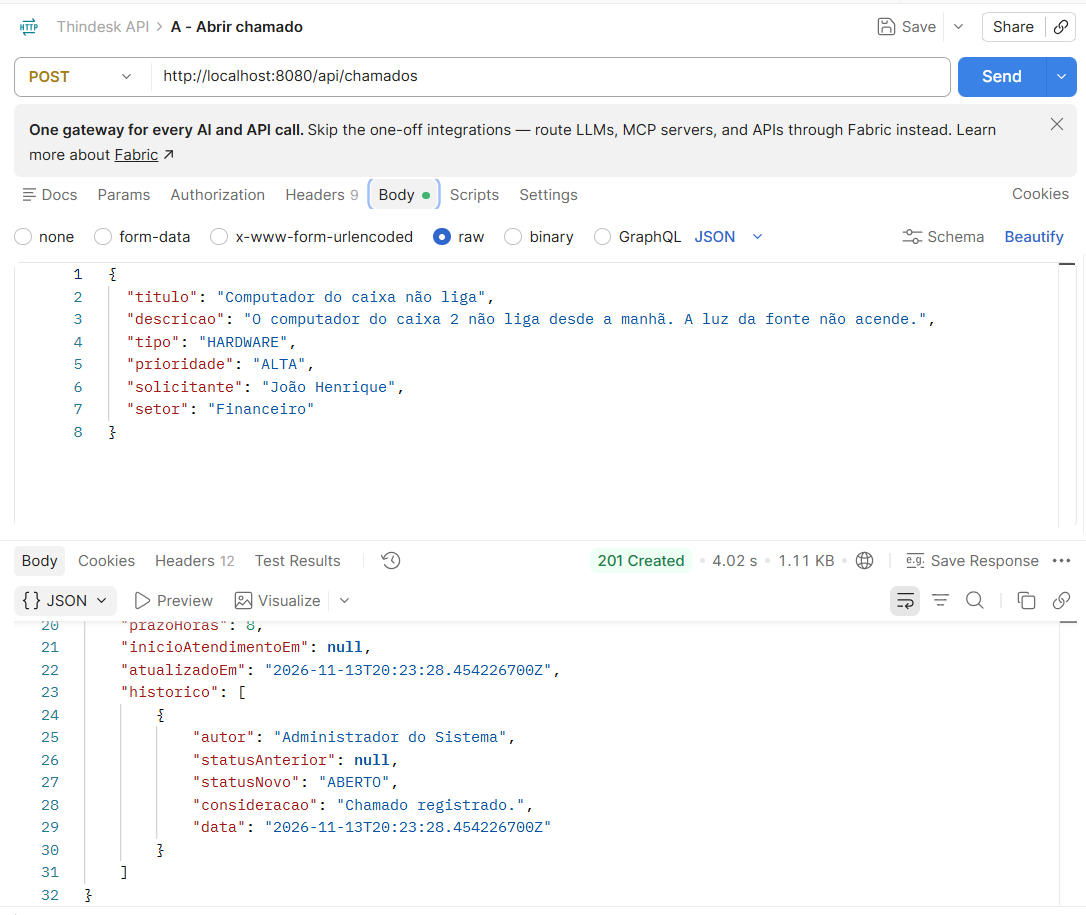 HTTP Thindesk API > A - Abrir chamado Save Share
POST http://localhost:8080/api/chamados Send
One gateway for every AI and API call. Skip the one-off integrations — route LLMs, MCP servers, and APIs through Fabric instead. Learn
more about Fabric ↗
Docs Params Authorization Headers 9 Body Scripts Settings Cookies
none form-data x-www-form-urlencoded raw binary GraphQL JSON Schema Beautify
1 {
2 "titulo": "Computador do caixa não liga",
3 "descricao": "O computador do caixa 2 não liga desde a manhã. A luz da fonte não acende.",
4 "tipo": "HARDWARE",
5 "prioridade": "ALTA",
6 "solicitante": "João Henrique",
7 "setor": "Financeiro"
8 }
Body Cookies Headers 12 Test Results 201 Created • 4.02 s • 1.11 KB • e.g. Save Response
{} JSON Preview Visualize
20 "prazoHoras": 8,
21 "inicioAtendimentoEm": null,
22 "atualizadoEm": "2026-11-13T20:23:28.454226700Z",
23 "historico": [
24 {
25 "autor": "Administrador do Sistema",
26 "statusAnterior": null,
27 "statusNovo": "ABERTO",
28 "consideracao": "Chamado registrado.",
29 "data": "2026-11-13T20:23:28.454226700Z"
30 }
31 ]
32 }